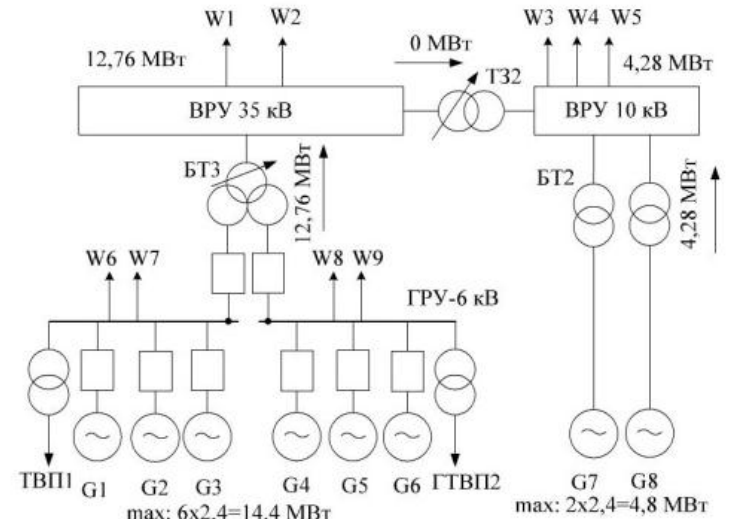 W1 W2 W3 W4 W5
12,76 МВт 0 МВт 4,28 МВт
ТЗ2
ВРУ 35 кВ ВРУ 10 кВ
БТ3 12,76 МВт БТ2 4,28 МВт
W6 W7 W8 W9
ГРУ-6 кВ
ТВП1 G1 G2 G3 G4 G5 G6 ГТВП2 G7 G8
max: 6x2,4=14,4 МВт max: 2x2,4=4,8 МВт